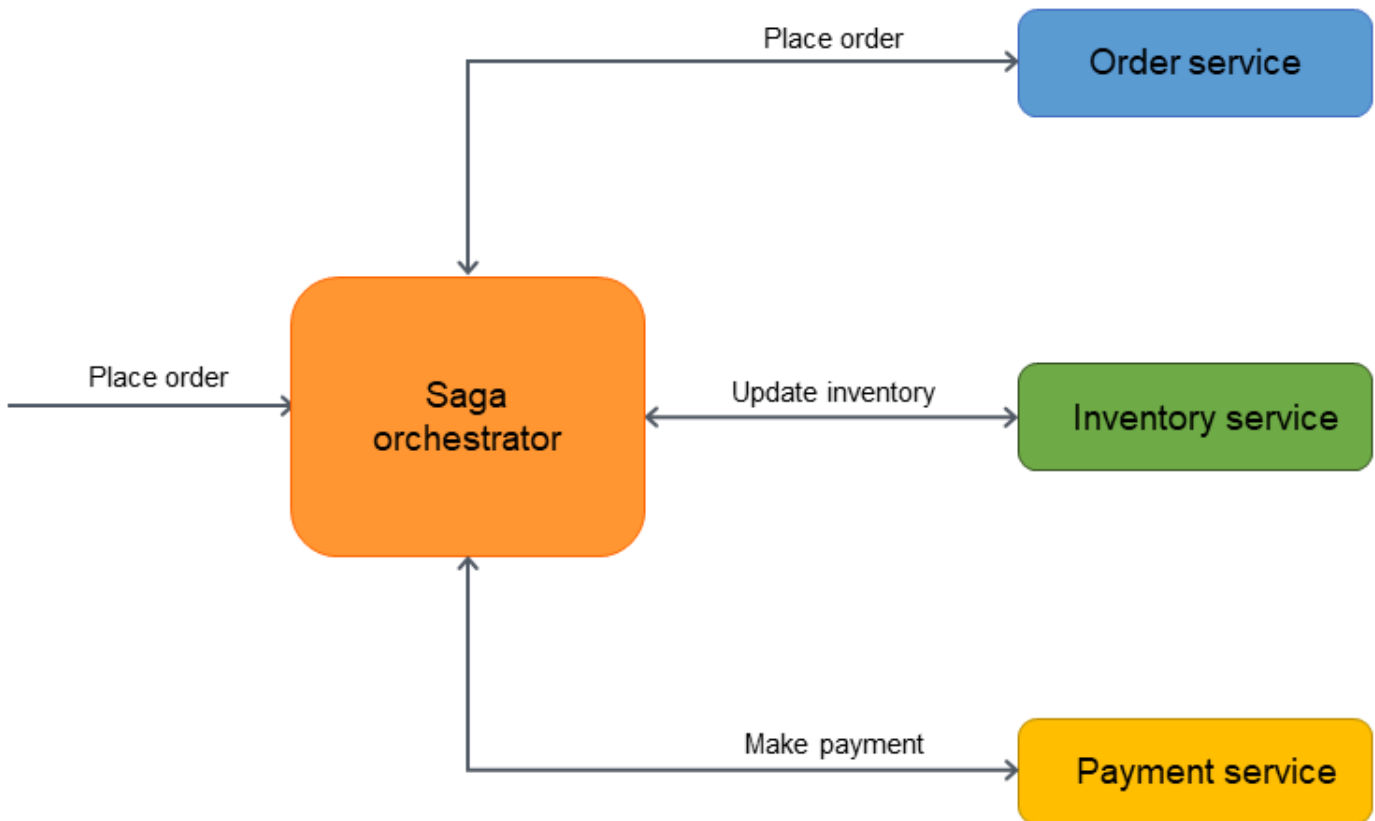 Place order
Order service
Place order
Saga
orchestrator
Update inventory
Inventory service
Make payment
Payment service